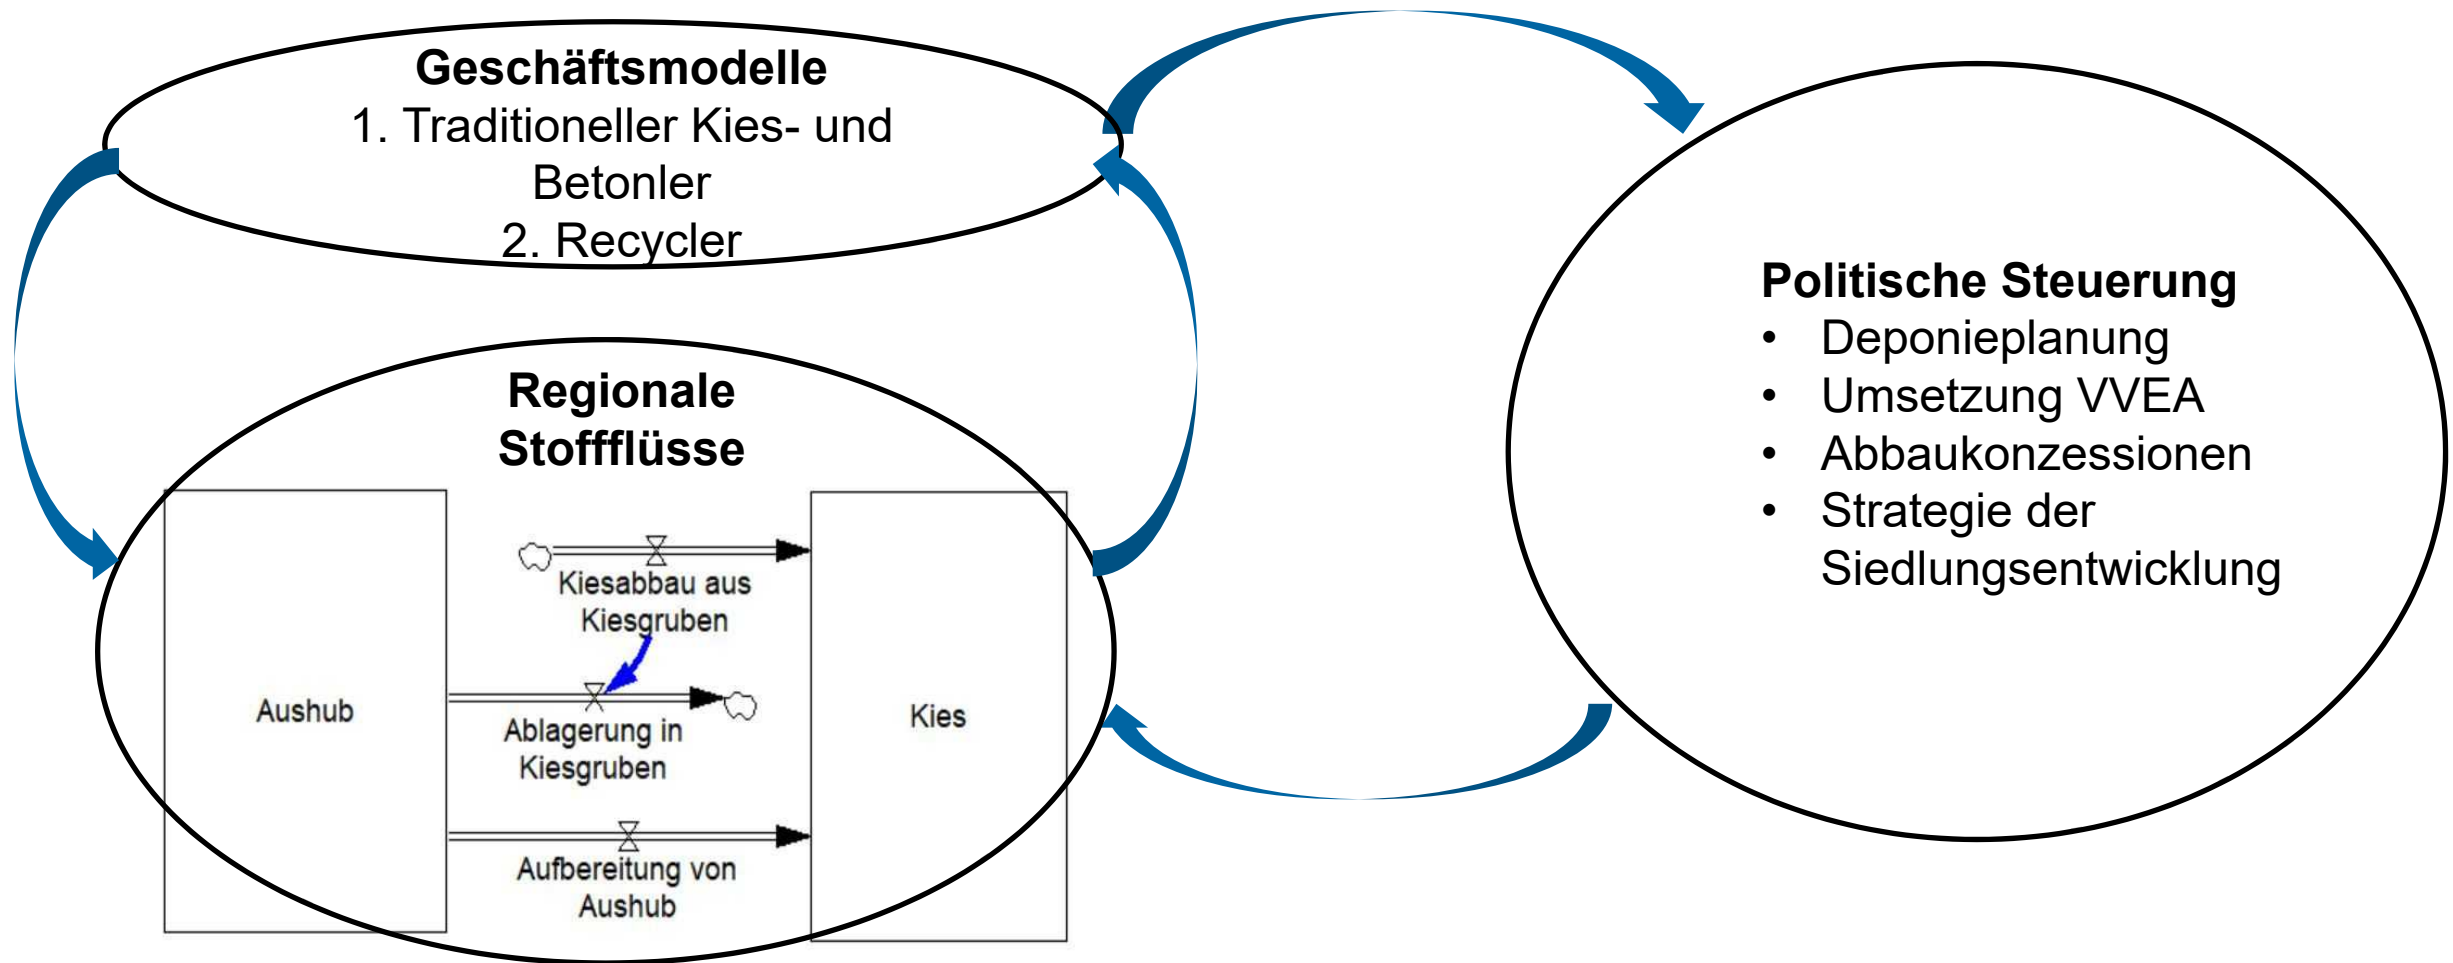 Geschäftsmodelle
1. Traditioneller Kies- und
Betonler
2. Recycler
Regionale
Stoffflüsse
Kiesabbau aus
Kiesgruben
Aushub
Ablagerung in
Kiesgruben
Kies
Aufbereitung von
Aushub
Politische Steuerung
• Deponieplanung
• Umsetzung VVEA
• Abbaukonzessionen
• Strategie der
Siedlungsentwicklung